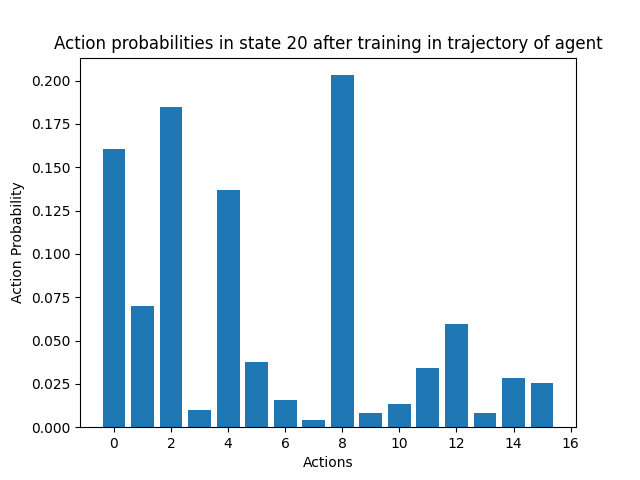 Action probabilities in state 20 after training in trajectory of agent
0.200
0.175
0.150
0.125
0.100
0.075
0.050
0.025
0.000
Action Probability
0 2 4 6 8 10 12 14 16
Actions